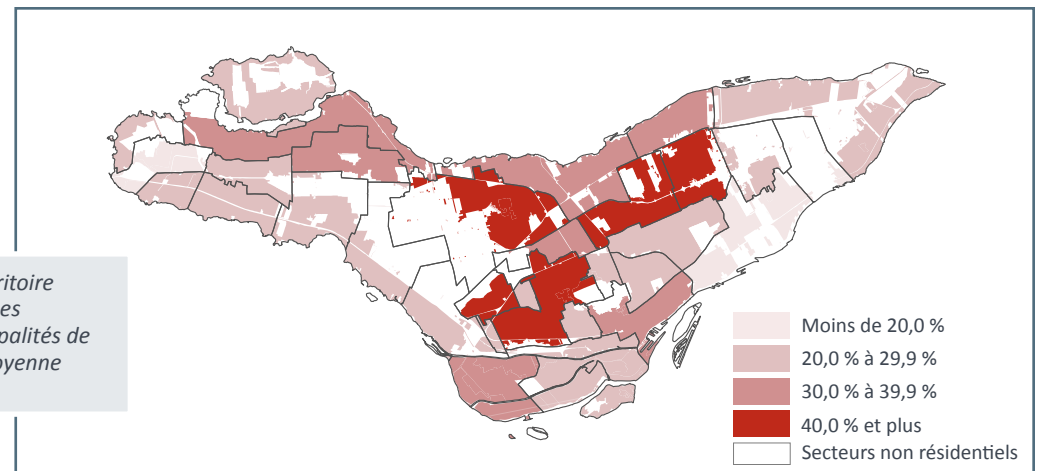 ritoire
es
palités de
oyenne
Moins de 20,0 %
20,0 % à 29,9 %
30,0 % à 39,9 %
40,0 % et plus
Secteurs non résidentiels